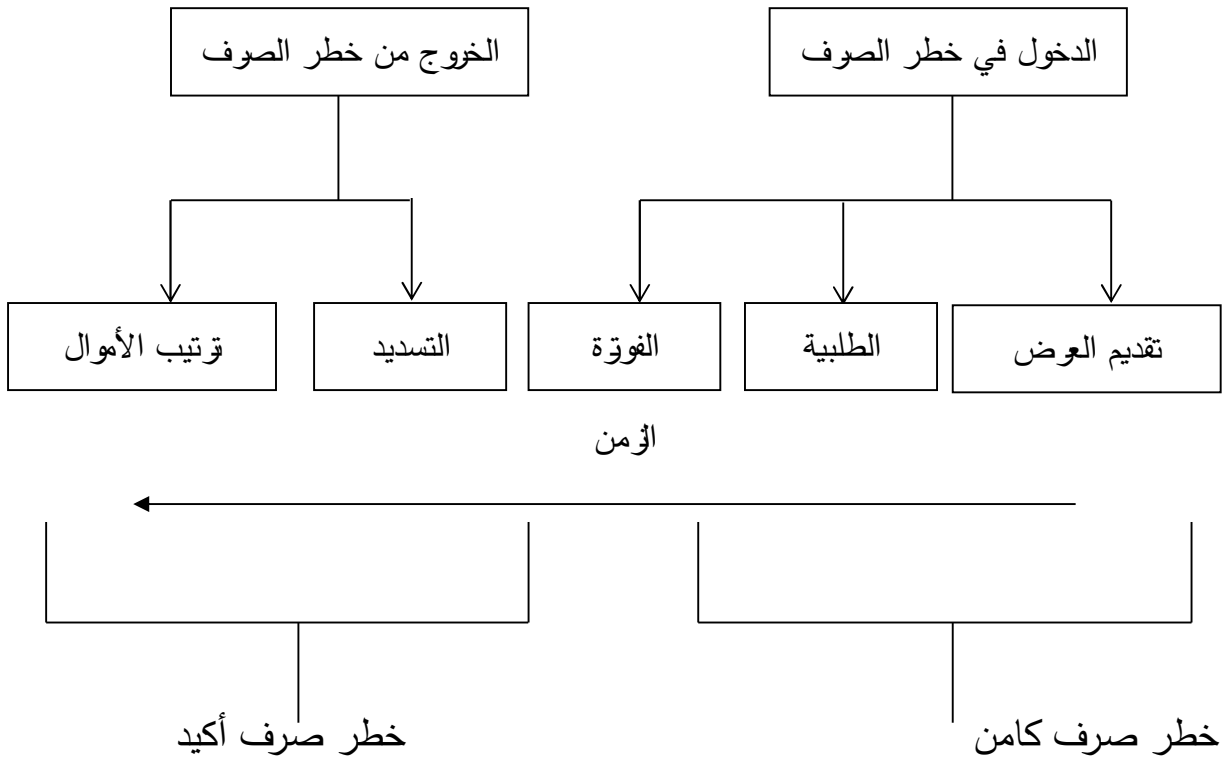 الدخول في خطر الصرف
الخروج من خطر الصرف
تقديم العرض
الطلبية
الفوترة
التسديد
ترتيب الأموال
الزمن
خطر صرف كامن
خطر صرف أكيد